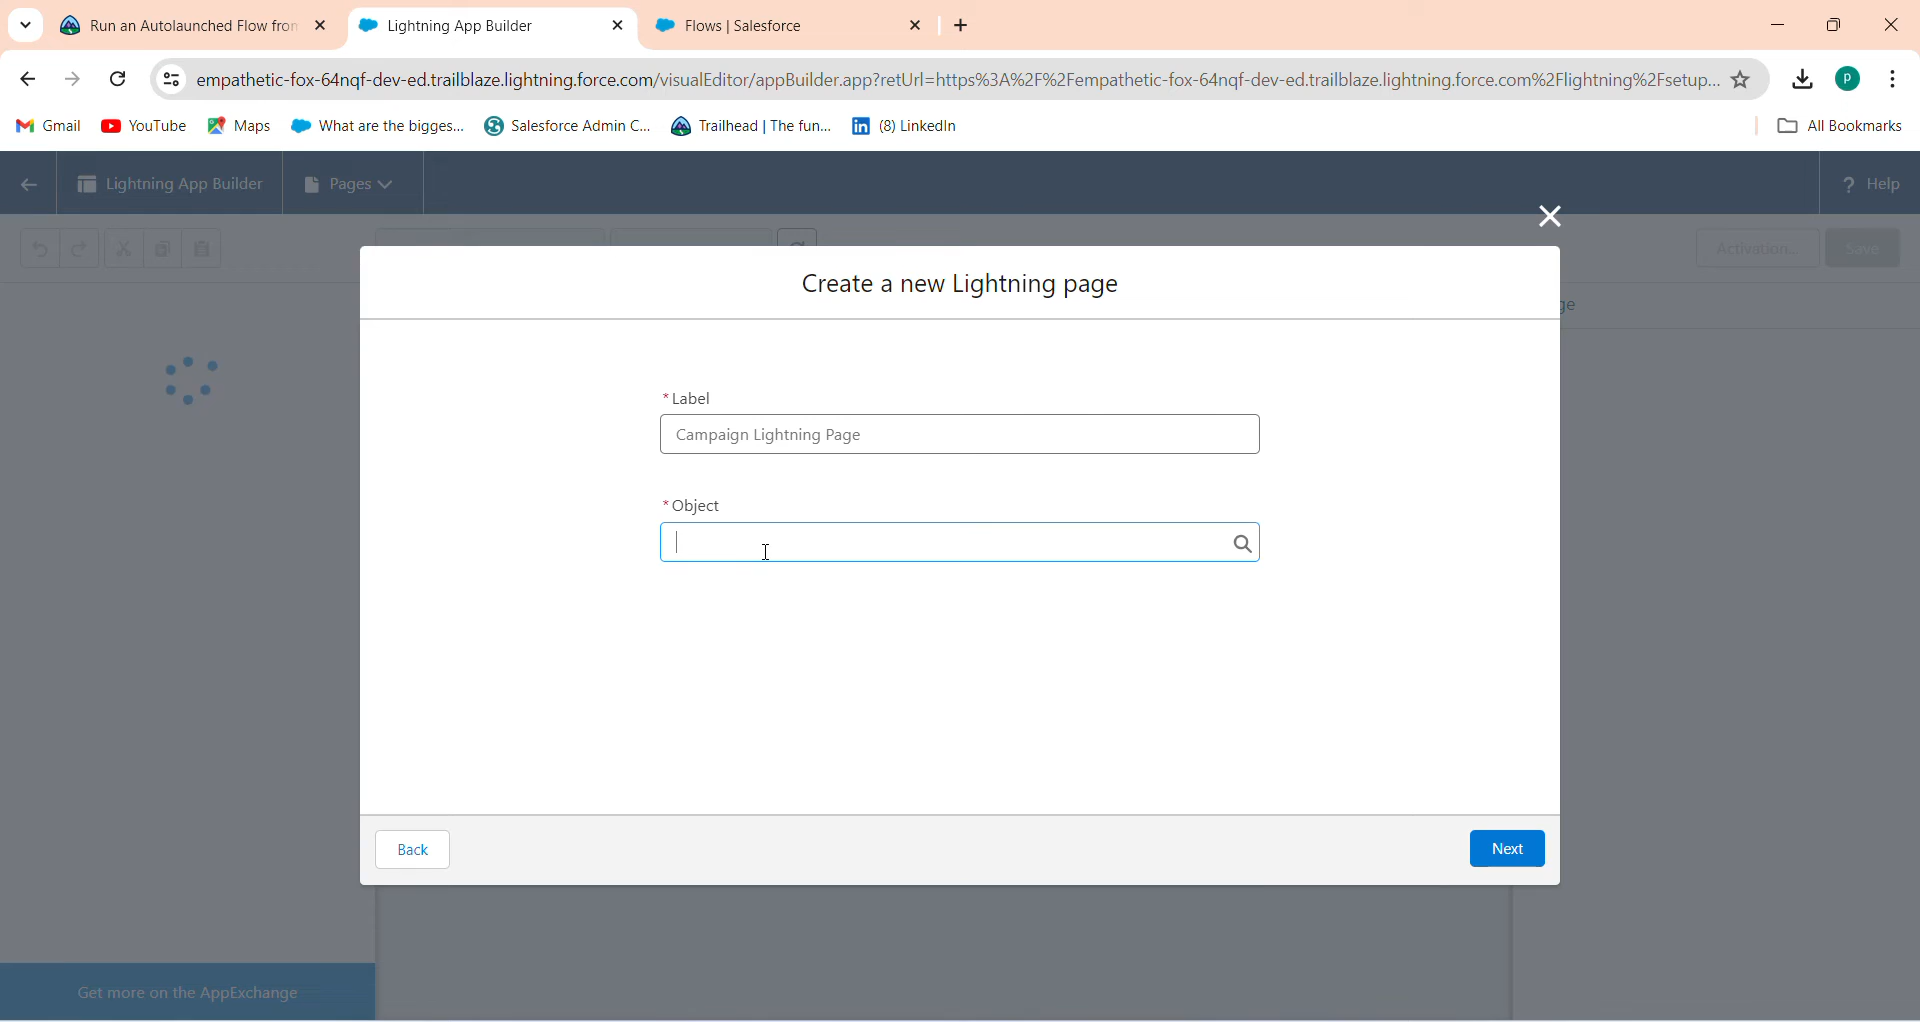 Run an Autolaunched Flow fron
Lightning App Builder
Flows | Salesforce
empathetic-fox-64nqf-dev-ed.trailblaze.lightning.force.com/visualEditor/appBuilder.app?retUrl=https%3A%2F%2Fempathetic-fox-64nqf-dev-ed.trailblaze.lightning.force.com%2Flightning%2Fsetup...
P
Gmail
YouTube
Maps
What are the bigges...
Salesforce Admin C...
Trailhead | The fun...
(8) LinkedIn
All Bookmarks
Lightning App Builder
Pages
? Help
Activation...
Save
ge
Create a new Lightning page
* Label
Campaign Lightning Page
* Object
Back
Next
Get more on the AppExchange